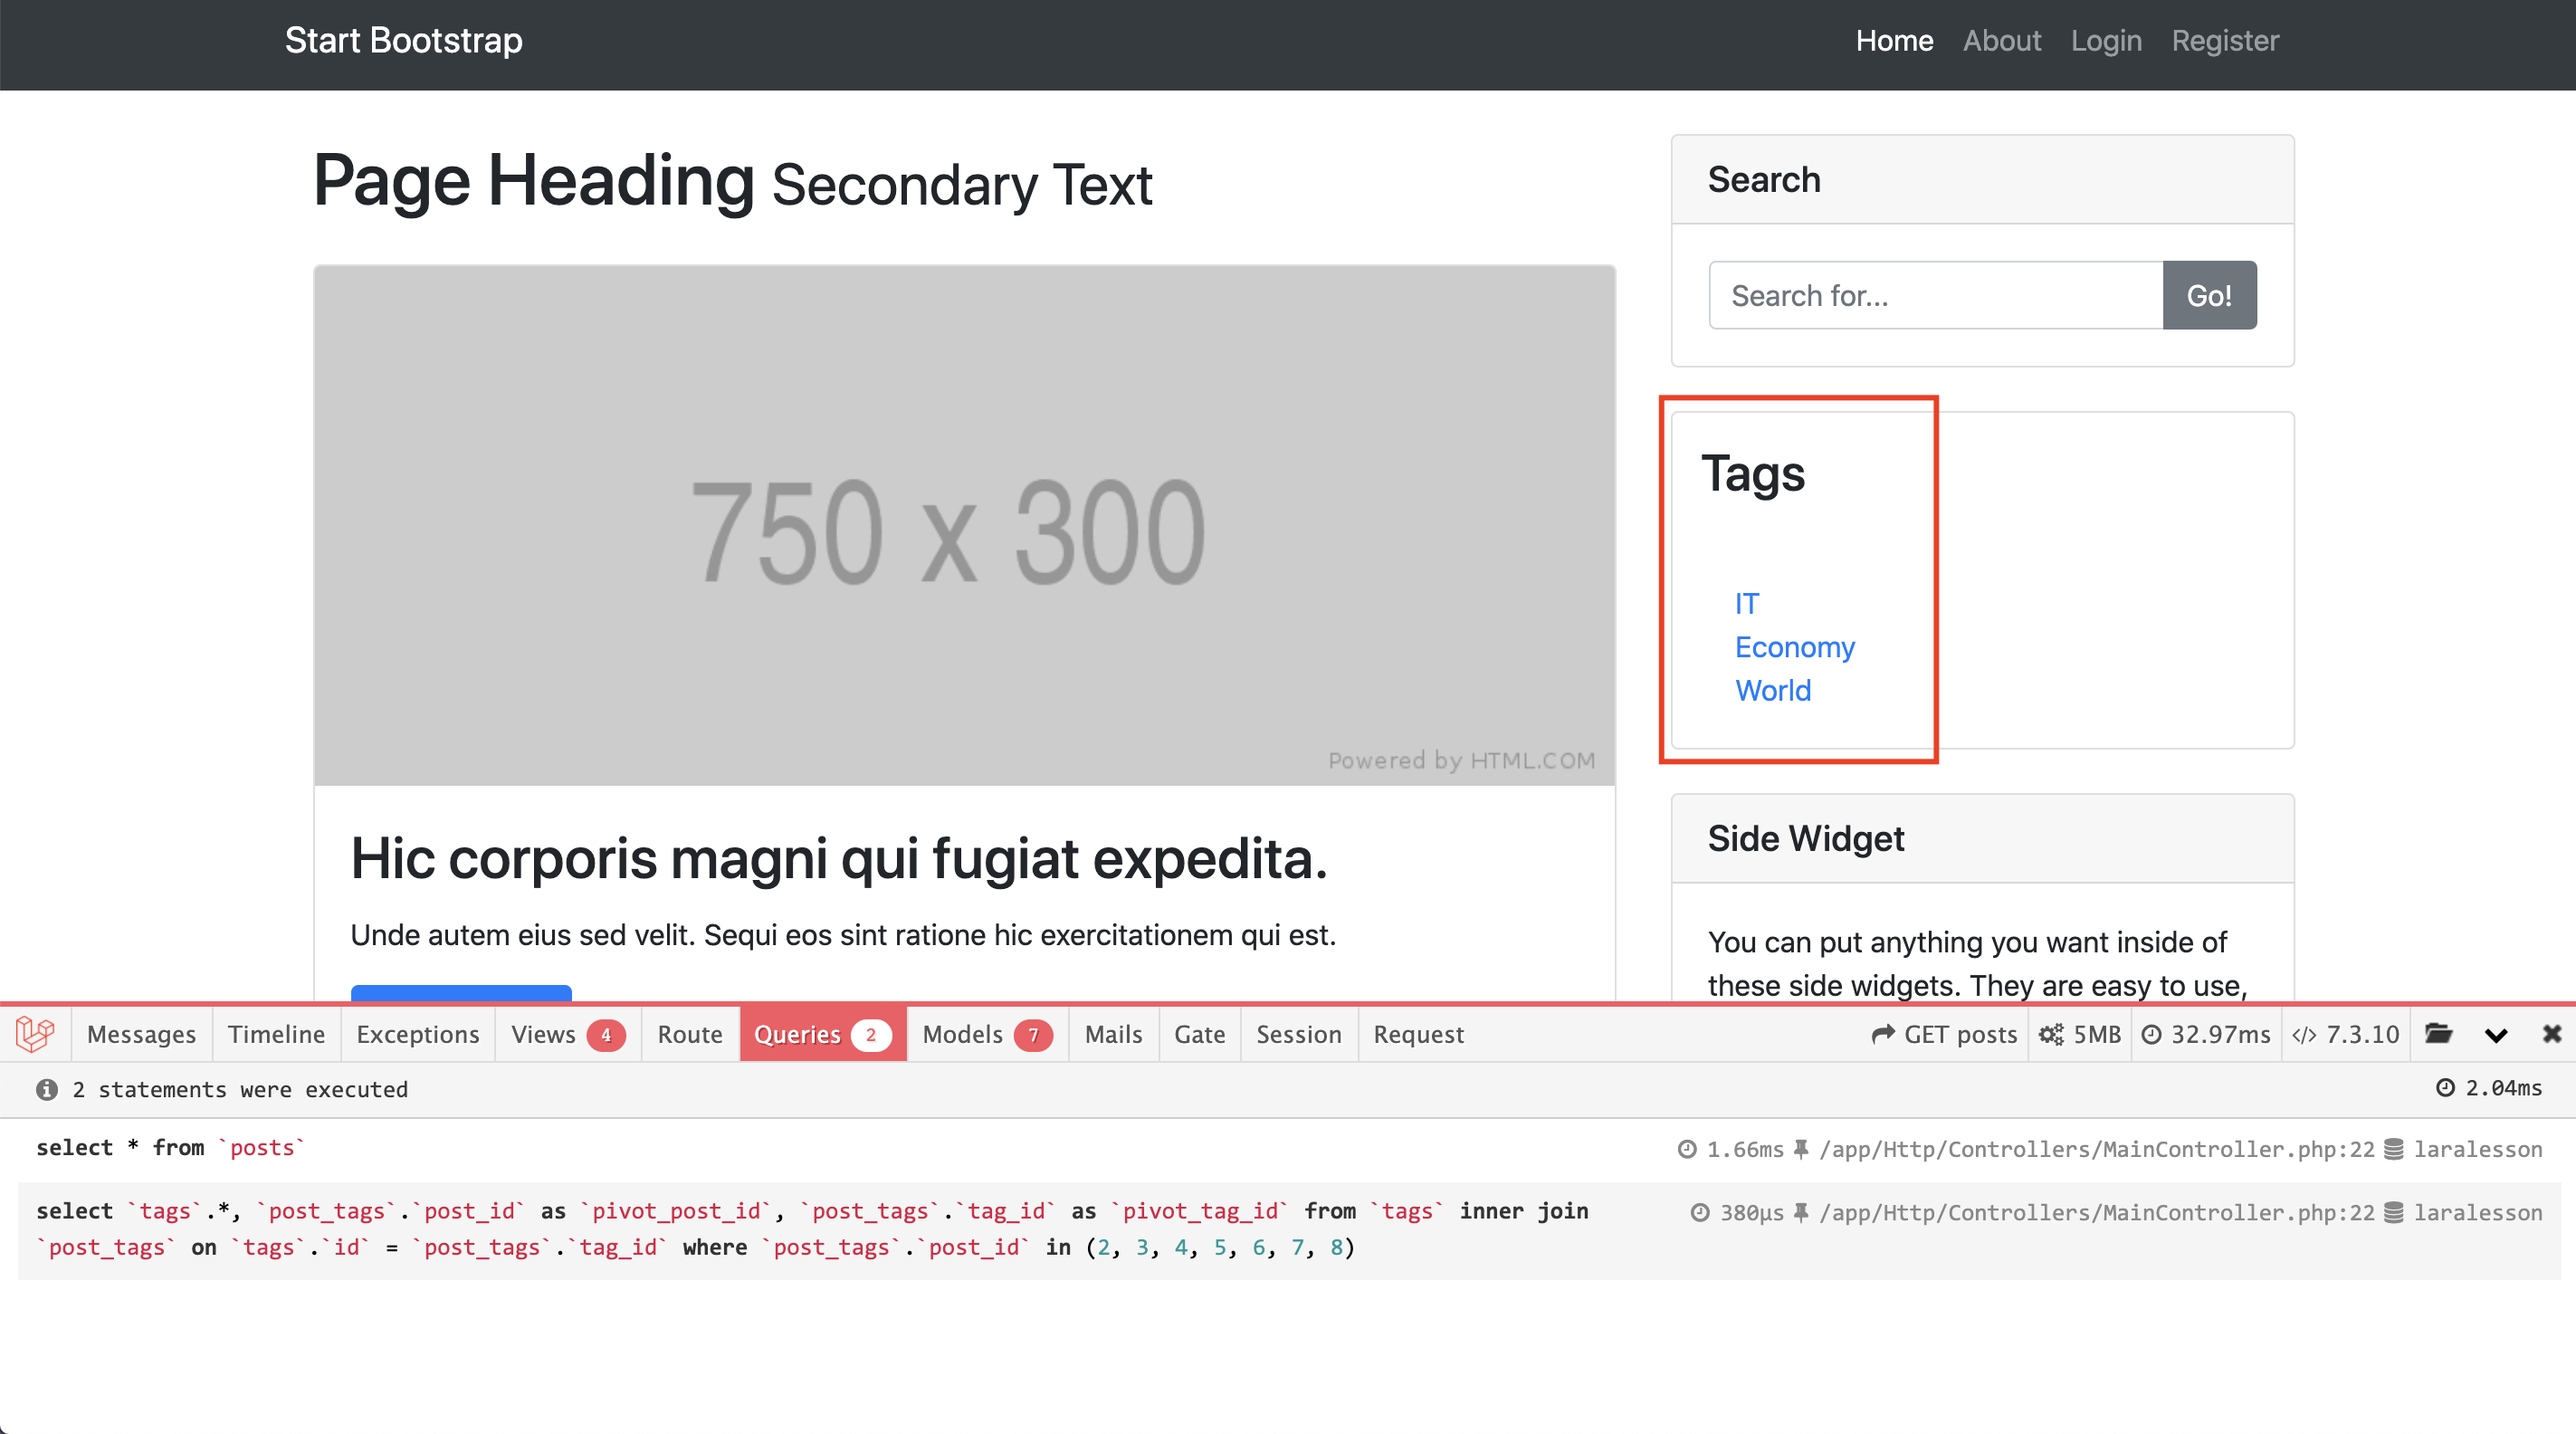 Start Bootstrap
Home About Login Register
Page Heading Secondary Text
750 x 300
Powered by HTML.COM
Hic corporis magni qui fugiat expedita.
Unde autem eius sed velit. Sequi eos sint ratione hic exercitationem qui est.
Search
Search for...
Go!
Tags
IT
Economy
World
Side Widget
You can put anything you want inside of
these side widgets. They are easy to use,
Messages Timeline Exceptions Views 4 Route Queries 2 Models 7 Mails Gate Session Request GET posts 5MB 32.97ms </> 7.3.10
2 statements were executed 2.04ms
select * from `posts` 1.66ms /app/Http/Controllers/MainController.php:22 laralesson
select `tags`.*, `post_tags`.`post_id` as `pivot_post_id`, `post_tags`.`tag_id` as `pivot_tag_id` from `tags` inner join 380μs /app/Http/Controllers/MainController.php:22 laralesson
`post_tags` on `tags`.`id` = `post_tags`.`tag_id` where `post_tags`.`post_id` in (2, 3, 4, 5, 6, 7, 8)